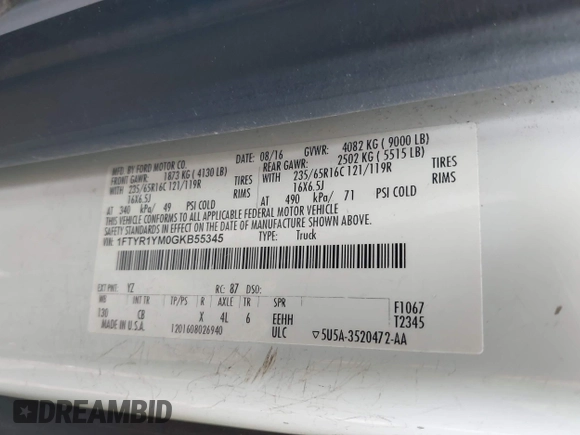 MFD. BY FORD MOTOR CO.
DATE: 08/16 GVWR: 4082 KG ( 9000 LB)
FRONT GAWR: 1873 KG ( 4130 LB) REAR GAWR: 2502 KG ( 5515 LB)
WITH 235/65R16C 121/119R TIRES WITH 235/65R16C 121/119R TIRES
16X6.5J RIMS 16X6.5J RIMS
AT 340 kPa/ 49 PSI COLD AT 490 kPa/ 71 PSI COLD
THIS VEHICLE CONFORMS TO ALL APPLICABLE FEDERAL MOTOR VEHICLE
SAFETY STANDARDS IN EFFECT ON THE DATE OF MANUFACTURE SHOWN ABOVE.
VIN: 1FTYR1YM0GKB55345 TYPE: Truck
EXT PNT: YZ RC: 87 DSO:
WB INT TR TP/PS R AXLE TR SPR F1067
130 CB X 4L 6 EEHH T2345
MADE IN U.S.A. 1201608026940 ULC ▽5U5A-3520472-AA
DREAMBID